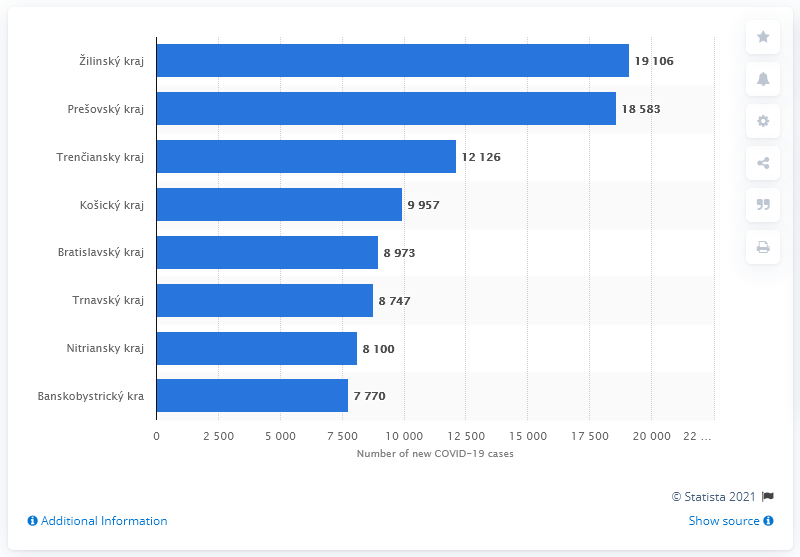 Žilinský kraj 19 106
Prešovský kraj 18 583
Trenčiansky kraj 12 126
Košický kraj 9 957
Bratislavský kraj 8 973
Trnavský kraj 8 747
Nitriansky kraj 8 100
Banskobystrický kra 7 770
0 2 500 5 000 7 500 10 000 12 500 15 000 17 500 20 000 22 ...
Number of new COVID-19 cases
© Statista 2021
Additional Information Show source